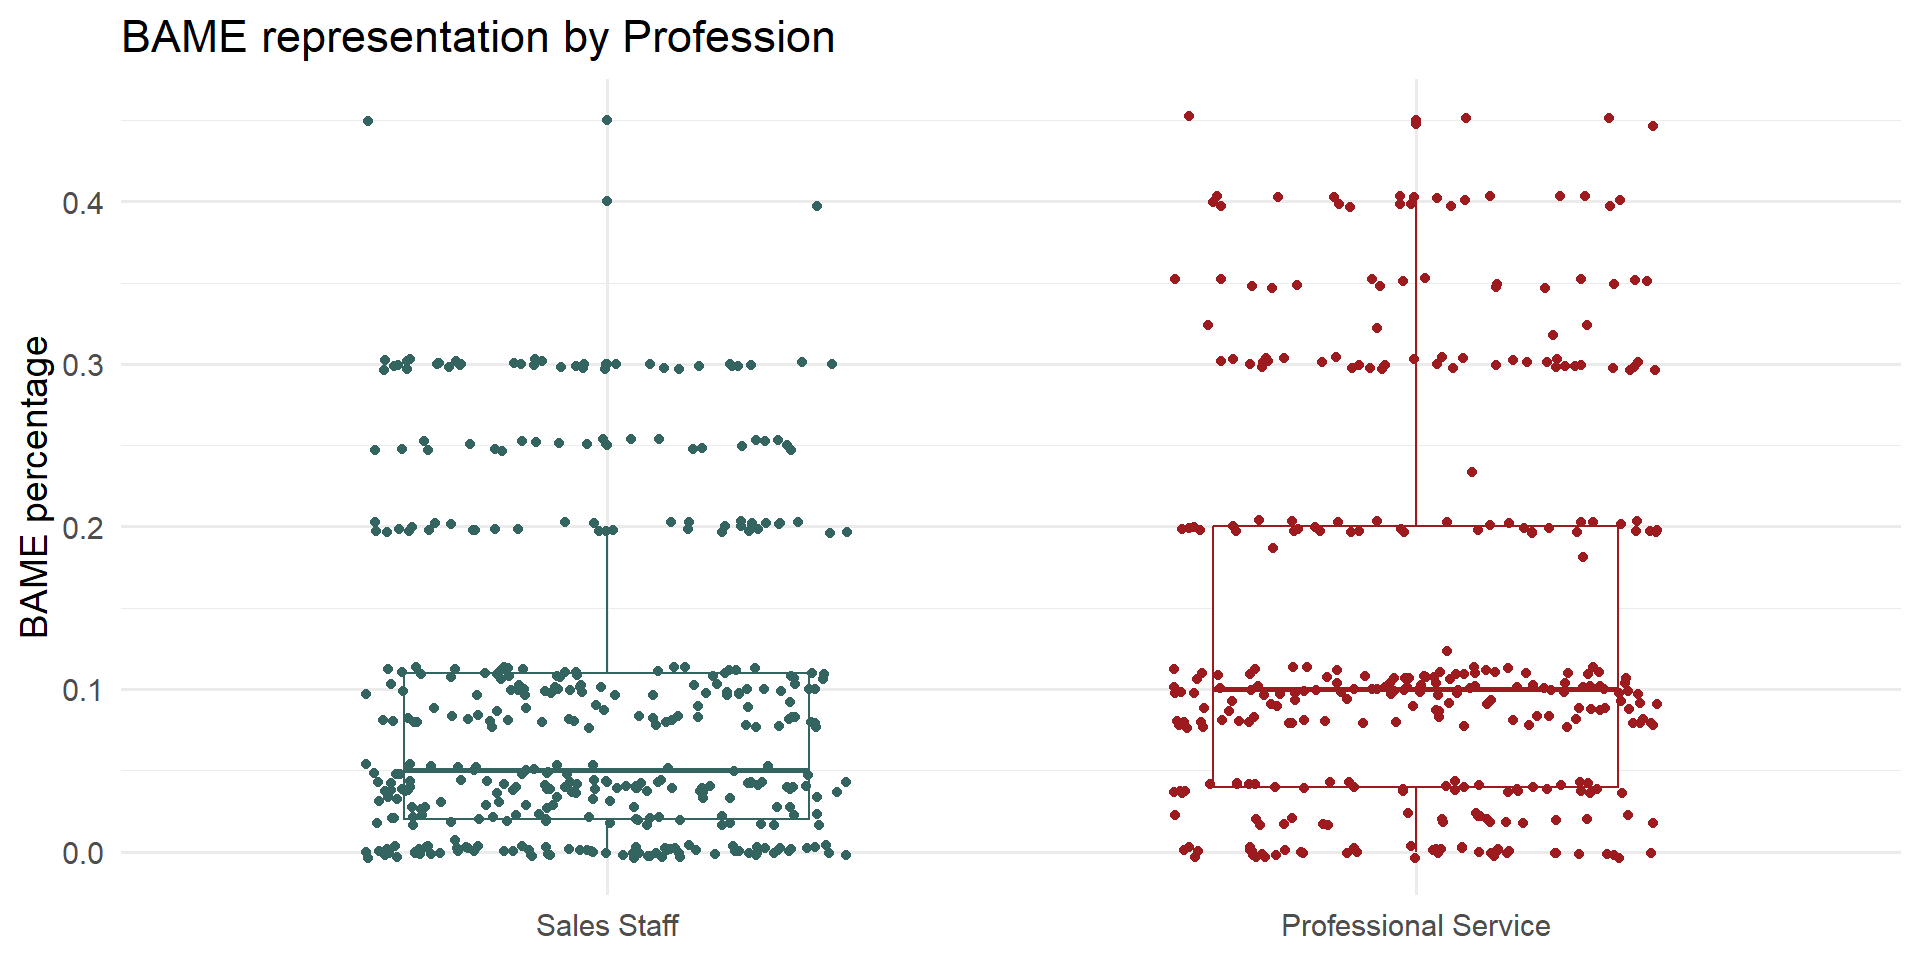 BAME representation by Profession
BAME percentage
0.4
0.3
0.2
0.1
0.0
Sales Staff
Professional Service